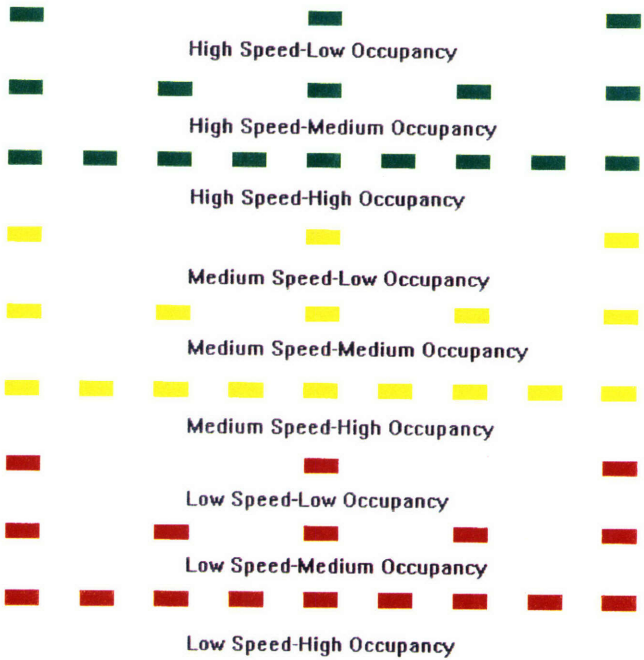 High Speed-Low Occupancy
High Speed-Medium Occupancy
High Speed-High Occupancy
Medium Speed-Low Occupancy
Medium Speed-Medium Occupancy
Medium Speed-High Occupancy
Low Speed-Low Occupancy
Low Speed-Medium Occupancy
Low Speed-High Occupancy